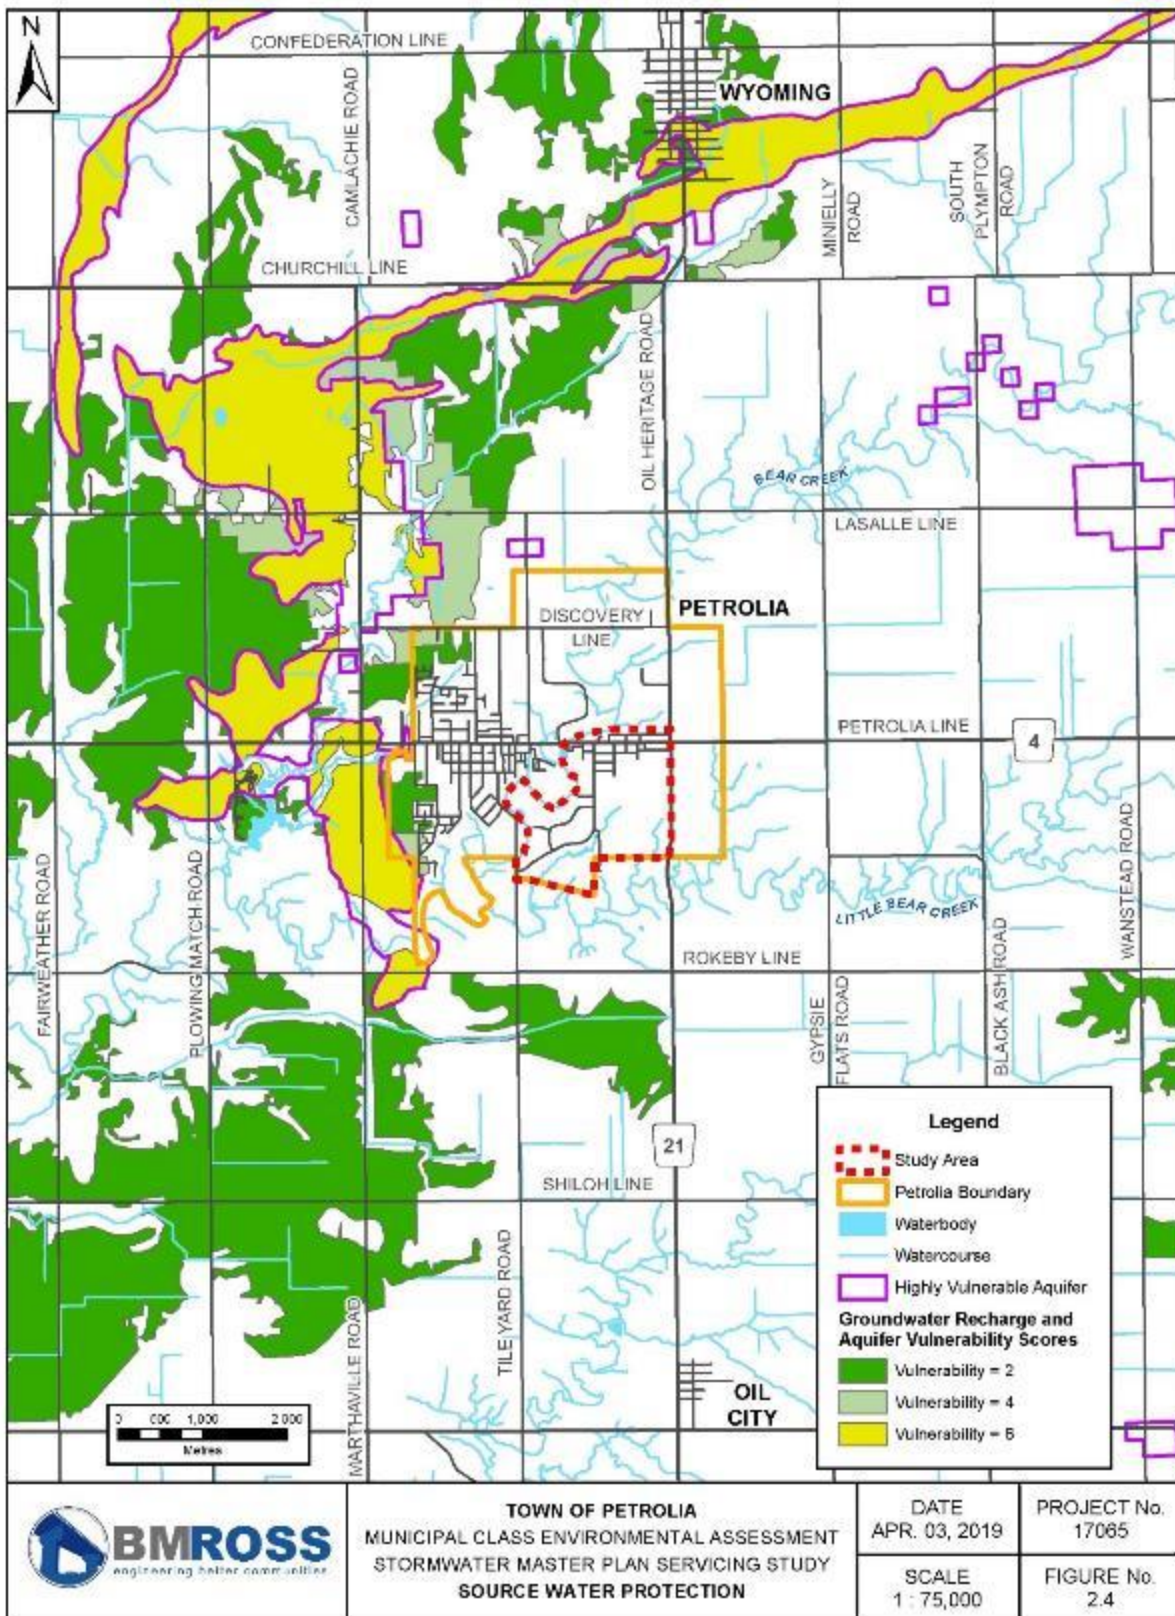 N
CONFEDERATION LINE
CAMLACHIE ROAD
WYOMING
SOUTH
PLYMPTON
ROAD
MINIELLY
ROAD
CHURCHILL LINE
OIL HERITAGE ROAD
BEAR CREEK
LASALLE LINE
DISCOVERY
LINE
PETROLIA
PETROLIA LINE
4
FAIRWEATHER ROAD
PLOWING MATCH ROAD
WANSTEAD ROAD
LITTLE BEAR CREEK
ROKEBY LINE
GYPSIE
FLATS ROAD
BLACK ASH ROAD
21
SHILOH LINE
TILE YARD ROAD
MARTHAVILLE ROAD
OIL
CITY
Legend
Study Area
Petrolia Boundary
Waterbody
Watercourse
Highly Vulnerable Aquifer
Groundwater Recharge and
Aquifer Vulnerability Scores
Vulnerability = 2
Vulnerability = 4
Vulnerability = 6
1,000 2 000
Metres
BMROSS
engineering better communities
TOWN OF PETROLIA
MUNICIPAL CLASS ENVIRONMENTAL ASSESSMENT
STORMWATER MASTER PLAN SERVICING STUDY
SOURCE WATER PROTECTION
DATE
APR. 03, 2019
PROJECT No.
17065
SCALE
1 : 75,000
FIGURE No.
2.4